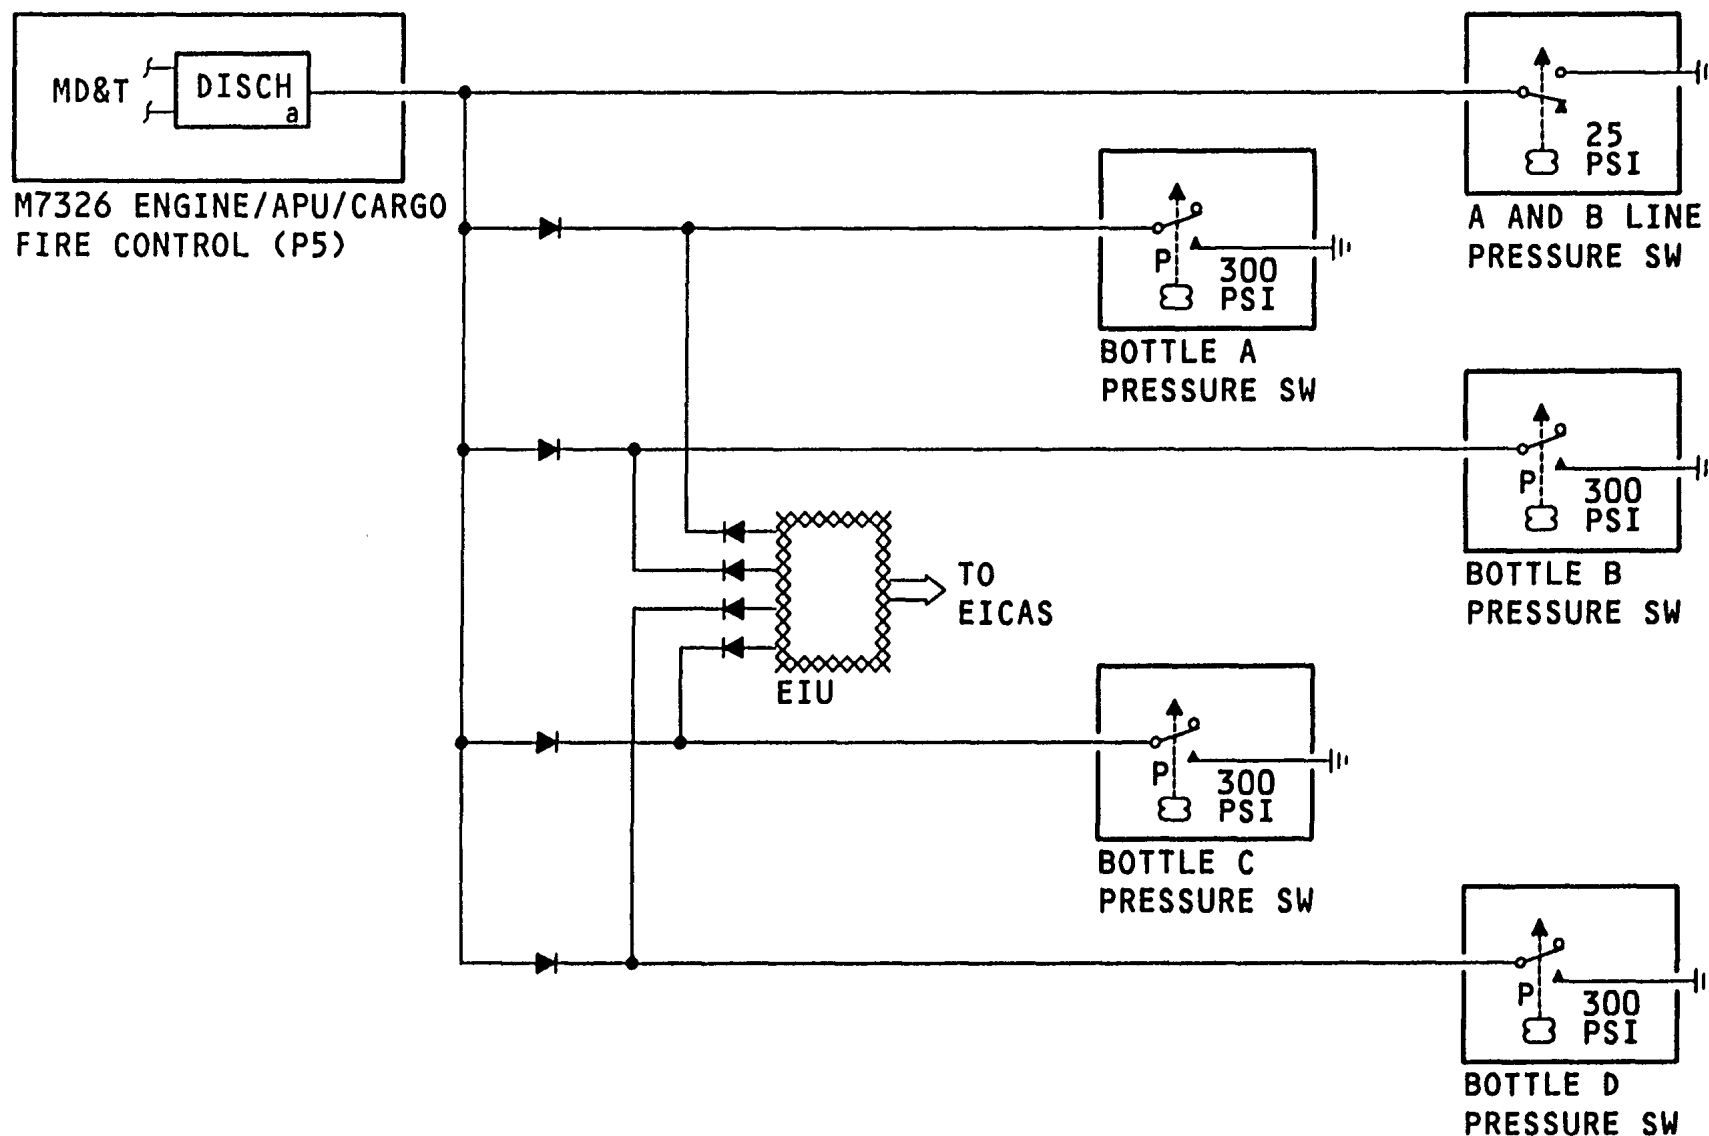 MD&T
DISCH
a
M7326 ENGINE/APU/CARGO
FIRE CONTROL (P5)
25
PSI
A AND B LINE
PRESSURE SW
P
300
PSI
BOTTLE A
PRESSURE SW
P
300
PSI
BOTTLE B
PRESSURE SW
TO
EICAS
EIU
P
300
PSI
BOTTLE C
PRESSURE SW
P
300
PSI
BOTTLE D
PRESSURE SW